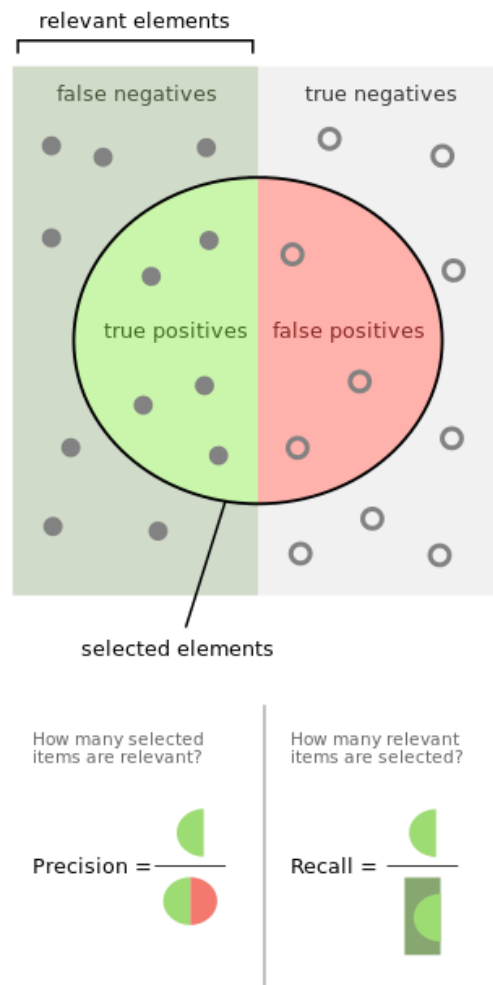 relevant elements
false negatives
true negatives
true positives
false positives
selected elements
How many selected
items are relevant?
How many relevant
items are selected?
Precision =
Recall =